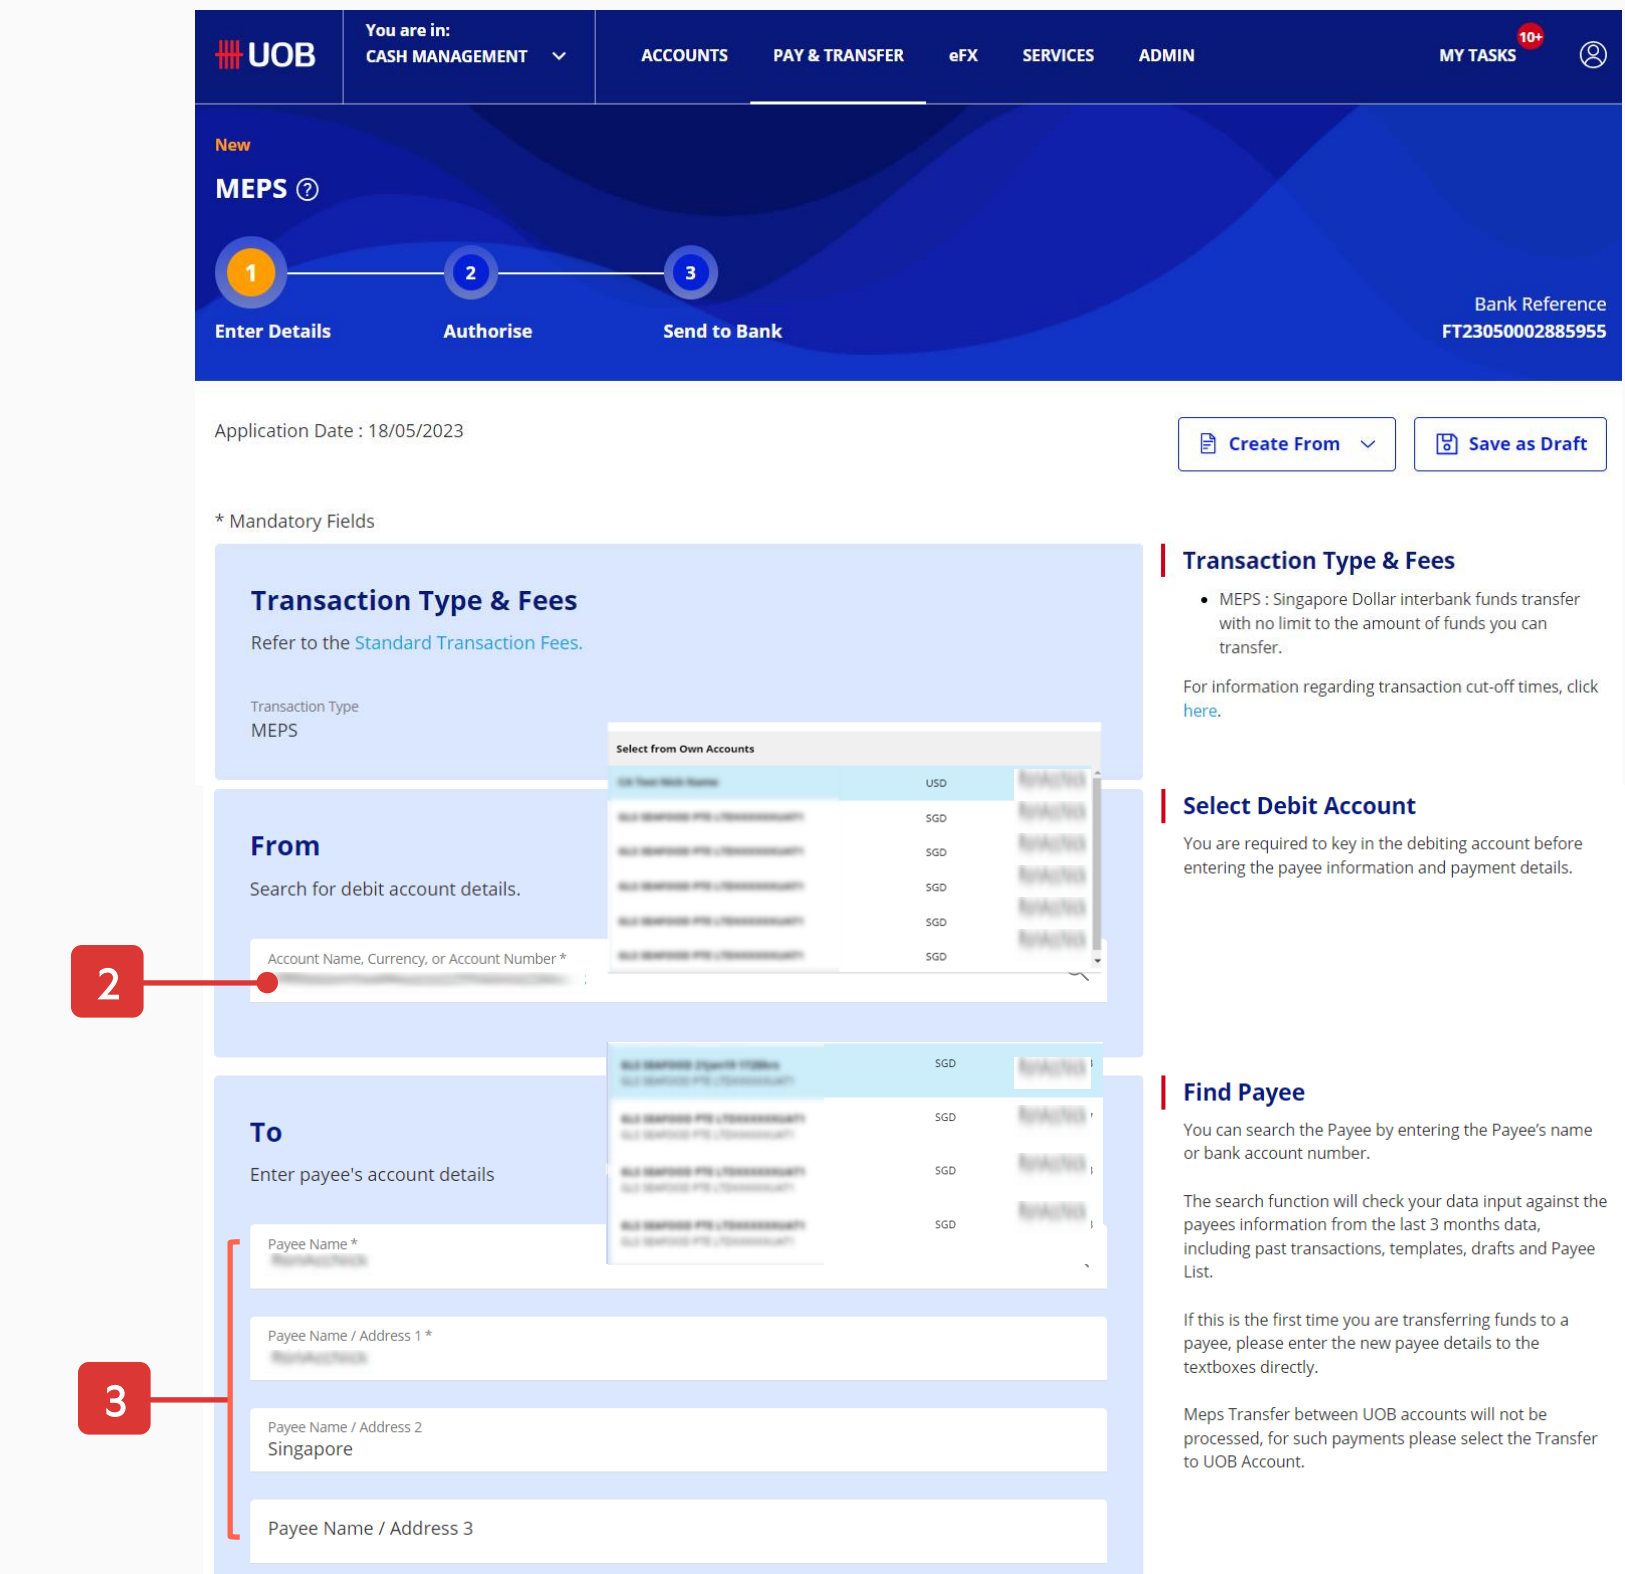 UOB
You are in:
CASH MANAGEMENT
ACCOUNTS
PAY & TRANSFER
eFX
SERVICES
ADMIN
MY TASKS
10+
New
MEPS ?
1
2
3
Enter Details
Authorise
Send to Bank
Bank Reference
FT23050002885955
Application Date : 18/05/2023
Create From
Save as Draft
* Mandatory Fields
Transaction Type & Fees
Refer to the Standard Transaction Fees.
Transaction Type
MEPS
Transaction Type & Fees
• MEPS : Singapore Dollar interbank funds transfer
with no limit to the amount of funds you can
transfer.
For information regarding transaction cut-off times, click
here.
Select from Own Accounts
USD
SGD
SGD
SGD
SGD
SGD
From
Search for debit account details.
Account Name, Currency, or Account Number *
2
Select Debit Account
You are required to key in the debiting account before
entering the payee information and payment details.
SGD
SGD
SGD
SGD
To
Enter payee's account details
Payee Name *
Payee Name / Address 1 *
Payee Name / Address 2
Singapore
Payee Name / Address 3
3
Find Payee
You can search the Payee by entering the Payee's name
or bank account number.
The search function will check your data input against the
payees information from the last 3 months data,
including past transactions, templates, drafts and Payee
List.
If this is the first time you are transferring funds to a
payee, please enter the new payee details to the
textboxes directly.
Meps Transfer between UOB accounts will not be
processed, for such payments please select the Transfer
to UOB Account.